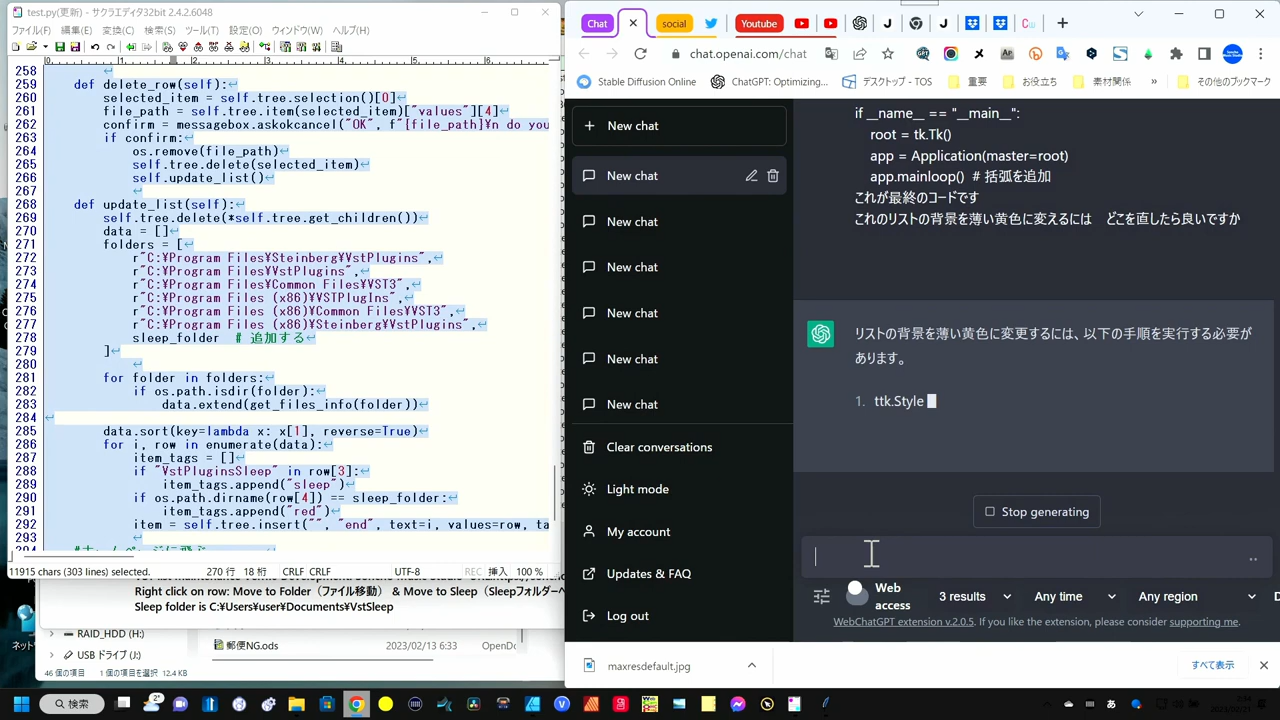 test.py(更新) - サクラエディタ32bit 2.4.2.6048
ファイル(F) 編集(E) 変換(C) 検索(S) ツール(T) 設定(O) ウィンドウ(W) ヘルプ(H)
258
259 def delete_row(self):
260 selected_item = self.tree.selection()[0]
261 file_path = self.tree.item(selected_item)["values"][4]
262 confirm = messagebox.askokcancel("OK", f"[file_path]¥n do you
263 if confirm:
264 os.remove(file_path)
265 self.tree.delete(selected_item)
266 self.update_list()
267
268 def update_list(self):
269 self.tree.delete(*self.tree.get_children())
270 data = []
271 folders = [
272 r"C:¥Program Files¥Steinberg¥VstPlugins",
273 r"C:¥Program Files¥VstPlugins",
274 r"C:¥Program Files¥Common Files¥VST3",
275 r"C:¥Program Files (x86)¥VSTPlugIns",
276 r"C:¥Program Files (x86)¥Common Files¥VST3",
277 r"C:¥Program Files (x86)¥Steinberg¥VstPlugins",
278 sleep_folder # 追加する
279 ]
280
281 for folder in folders:
282 if os.path.isdir(folder):
283 data.extend(get_files_info(folder))
284
285 data.sort(key=lambda x: x[1], reverse=True)
286 for i, row in enumerate(data):
287 item_tags = []
288 if "VstPluginsSleep" in row[3]:
289 item_tags.append("sleep")
290 if os.path.dirname(row[4]) == sleep_folder:
291 item_tags.append("red")
292 item = self.tree.insert("", "end", text=i, values=row, ta
293
11915 chars (303 lines) selected. 270 行 18 桁 CRLF CRLF UTF-8 REC 挿入 100 %
Right click on row: Move to Folder（ファイル移動） & Move to Sleep（Sleepフォルダーへ
Sleep folder is C:¥Users¥user¥Documents¥VstSleep
RAID_HDD (H:)
USB ドライブ (J:)
郵便NG.ods 2023/02/13 6:33 OpenDo
46 個の項目 1 個の項目を選択 12.4 KB
Chat social Youtube
chat.openai.com/chat
Stable Diffusion Online ChatGPT: Optimizing... デスクトップ - TOS 重要 お役立ち 素材関係 » その他のブックマーク
New chat
New chat
New chat
New chat
New chat
New chat
New chat
Clear conversations
Light mode
My account
Updates & FAQ
Log out
if __name__ == "__main__":
root = tk.Tk()
app = Application(master=root)
app.mainloop() # 括弧を追加
これが最終のコードです
これのリストの背景を薄い黄色に変えるには どこを直したら良いですか
リストの背景を薄い黄色に変更するには、以下の手順を実行する必要が
あります。
1. ttk.Style
Stop generating
Web access 3 results Any time Any region
WebChatGPT extension v.2.0.5. If you like the extension, please consider supporting me.
maxresdefault.jpg すべて表示
検索